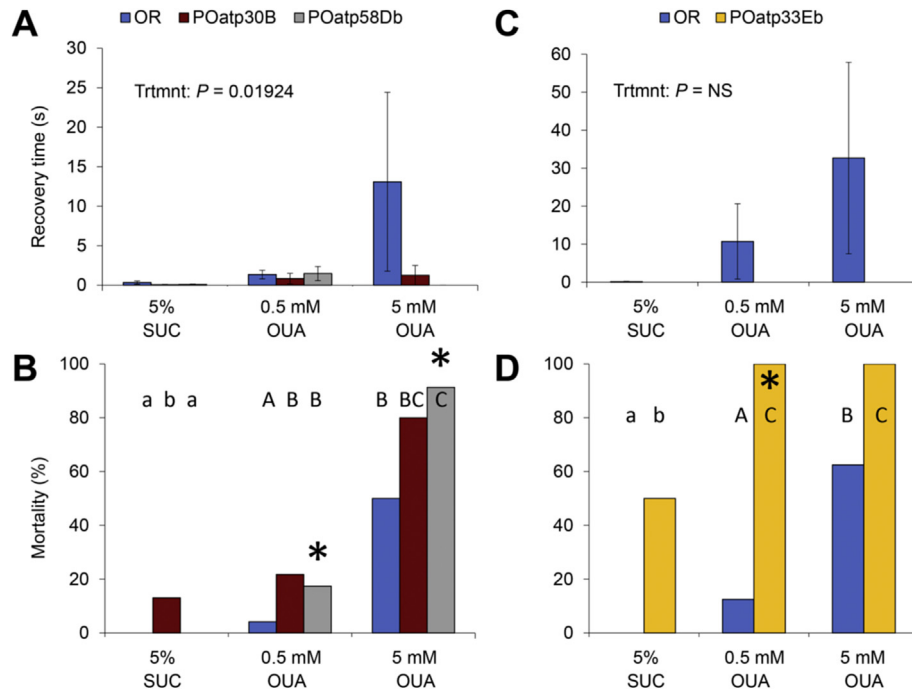 A
OR POatp30B POatp58Db
Recovery time (s)
30
25
20
15
10
5
0
Trtmnt: P = 0.01924
5% SUC
0.5 mM OUA
5 mM OUA
C
OR POatp33Eb
60
50
40
30
20
10
0
Trtmnt: P = NS
5% SUC
0.5 mM OUA
5 mM OUA
B
Mortality (%)
100
80
60
40
20
0
*
a b a A B B B BC C
*
5% SUC
0.5 mM OUA
5 mM OUA
D
100
80
60
40
20
0
*
a b A C B C
5% SUC
0.5 mM OUA
5 mM OUA